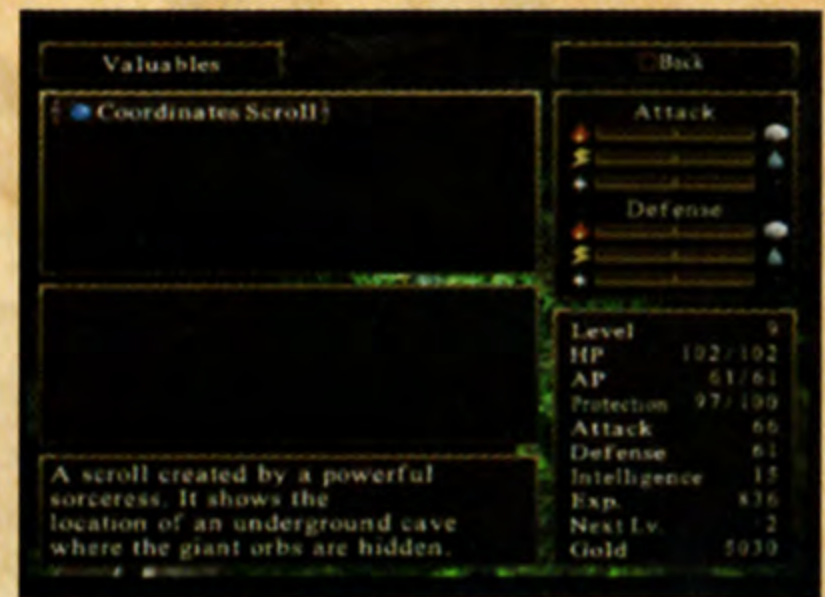 Valuables
Back
Coordinates Scroll
Attack
Defense
Level 9
HP 102/102
AP 61/61
Protection 97/100
Attack 66
Defense 61
Intelligence 15
Exp. 836
Next Lv. 2
Gold 5030
A scroll created by a powerful
sorceress. It shows the
location of an underground cave
where the giant orbs are hidden.